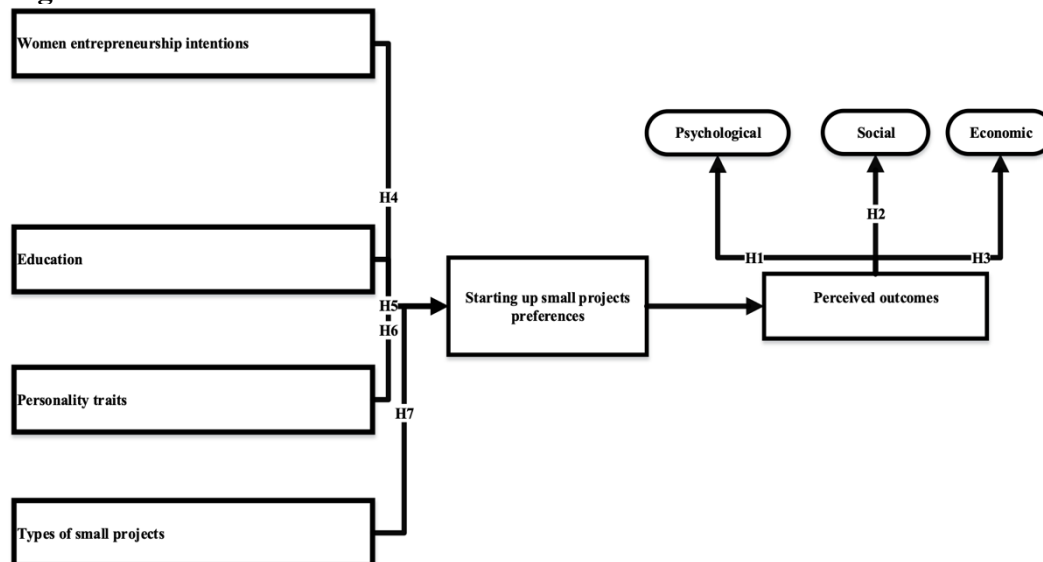 Women entrepreneurship intentions
Psychological
Social
Economic
H4
H2
Education
H1
H3
H5
Starting up small projects
preferences
Perceived outcomes
H6
Personality traits
H7
Types of small projects